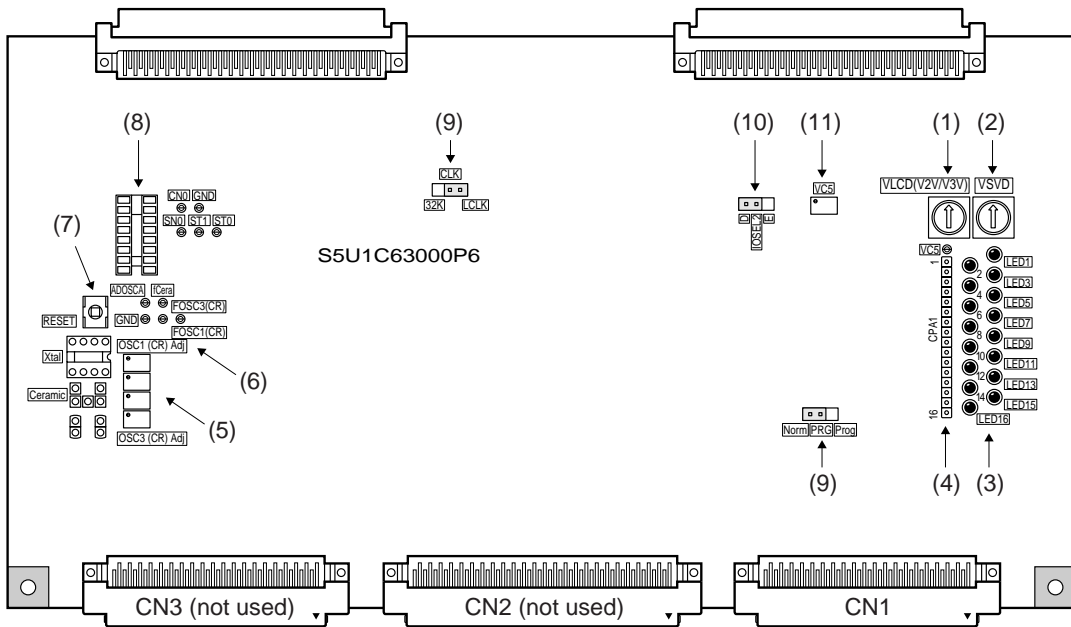 (8)
(9)
(10)
(11)
(1)
(2)
CLK
32K
LCLK
VC5
VLCD(V2V/V3V)
VSVD
CN0
GND
SN0
ST1
ST0
D
IOSEL2
E
S5U1C63000P6
(7)
VC5
1
CPA1
16
2
4
6
8
10
12
14
LED1
LED3
LED5
LED7
LED9
LED11
LED13
LED15
LED16
ADOSCA
fCera
FOSC3(CR)
RESET
GND
FOSC1(CR)
OSC1 (CR) Adj
Xtal
(6)
Ceramic
(5)
OSC3 (CR) Adj
Norm
PRG
Prog
(9)
(4)
(3)
CN3 (not used)
CN2 (not used)
CN1